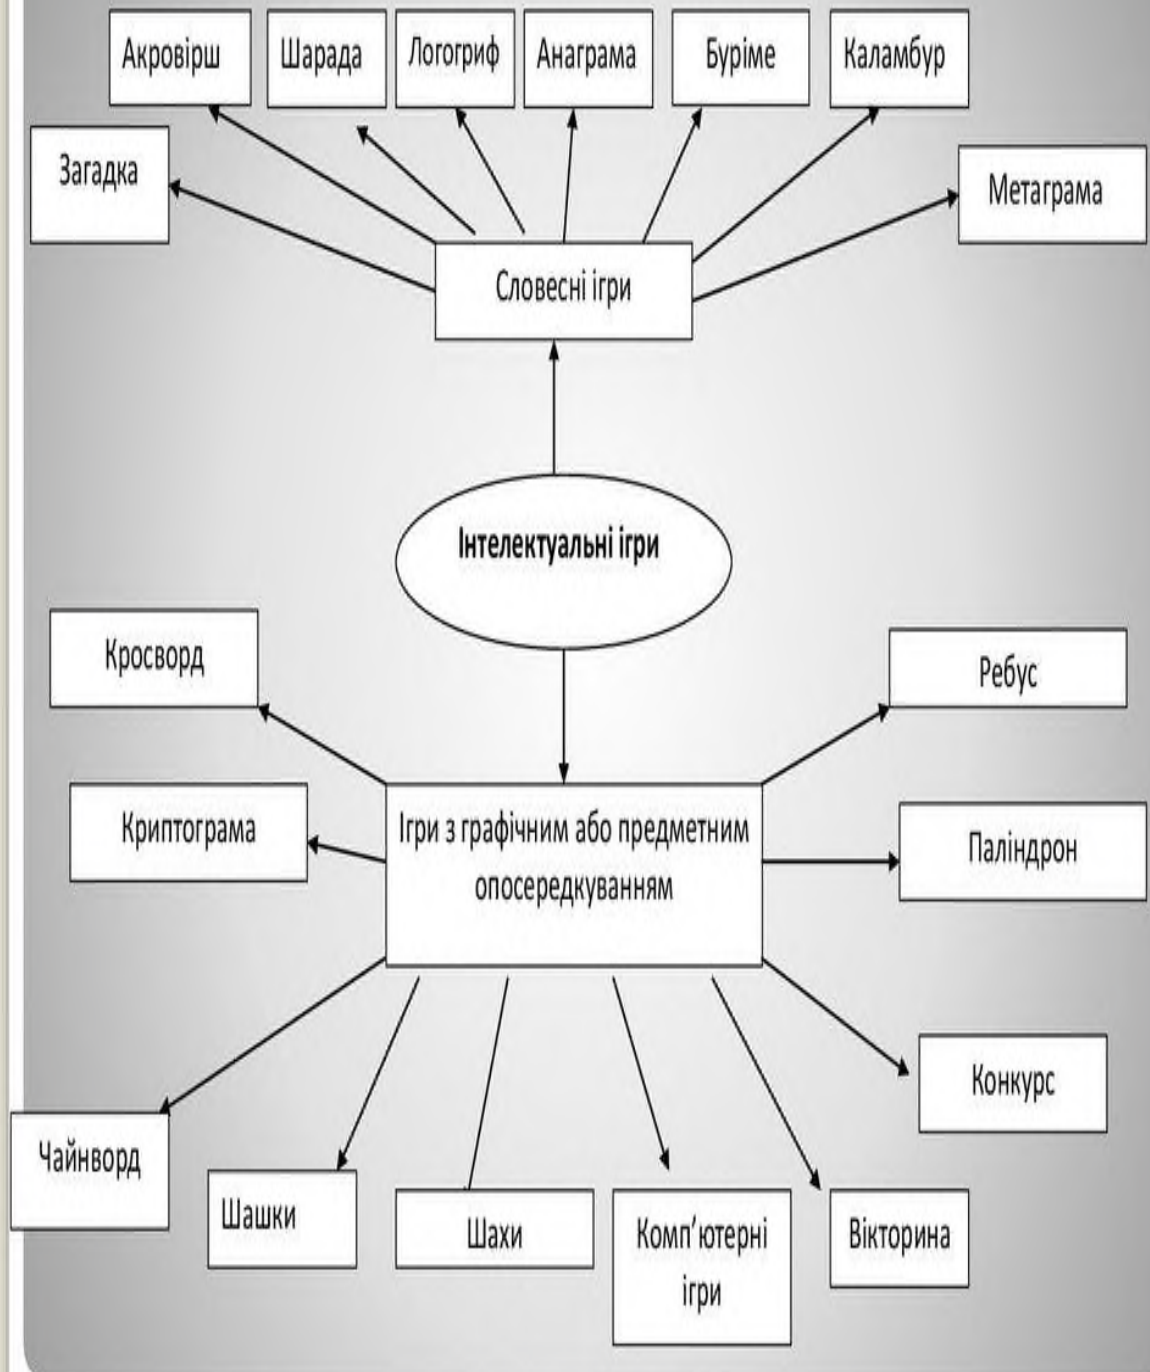 Акровірш
Шарада
Логогриф
Анаграма
Буріме
Каламбур
Загадка
Метаграма
Словесні ігри
Інтелектуальні ігри
Кросворд
Ребус
Криптограма
Ігри з графічним або предметним
опосередкуванням
Паліндрон
Конкурс
Чайнворд
Шашки
Шахи
Комп’ютерні
ігри
Вікторина